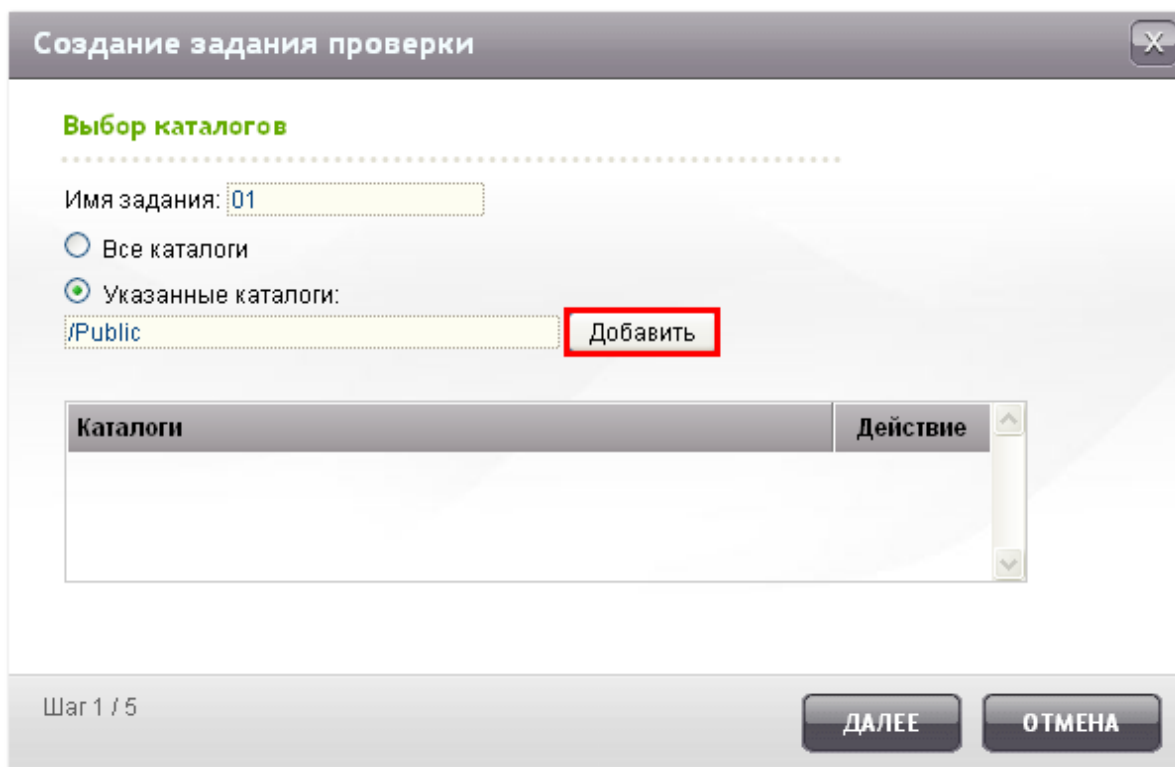 Создание задания проверки
X
Выбор каталогов
Имя задания: 01
Все каталоги
Указанные каталоги:
/Public Добавить
Каталоги Действие
Шаг 1 / 5 ДАЛЕЕ ОТМЕНА